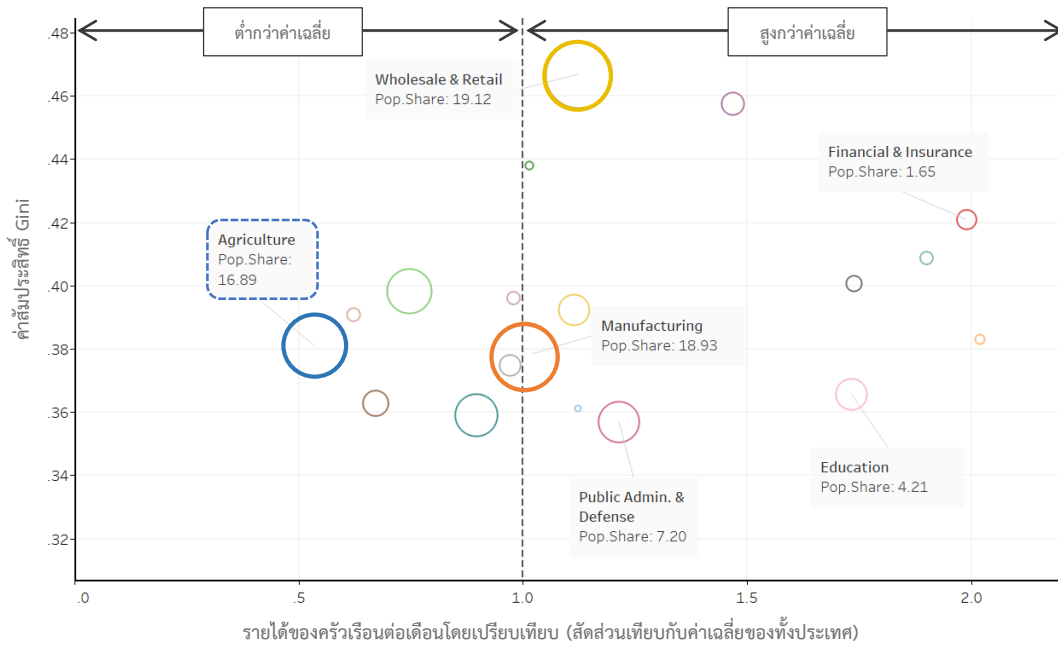 ต่ำกว่าค่าเฉลี่ย
สูงกว่าค่าเฉลี่ย
.48
.46
.44
.42
.40
.38
.36
.34
.32
ค่าสัมประสิทธิ์ Gini
Wholesale & Retail
Pop.Share: 19.12
Financial & Insurance
Pop.Share: 1.65
Agriculture
Pop.Share:
16.89
Manufacturing
Pop.Share: 18.93
Education
Pop.Share: 4.21
Public Admin. &
Defense
Pop.Share: 7.20
.0
.5
1.0
1.5
2.0
รายได้ของครัวเรือนต่อเดือนโดยเปรียบเทียบ (สัดส่วนเทียบกับค่าเฉลี่ยของทั้งประเทศ)